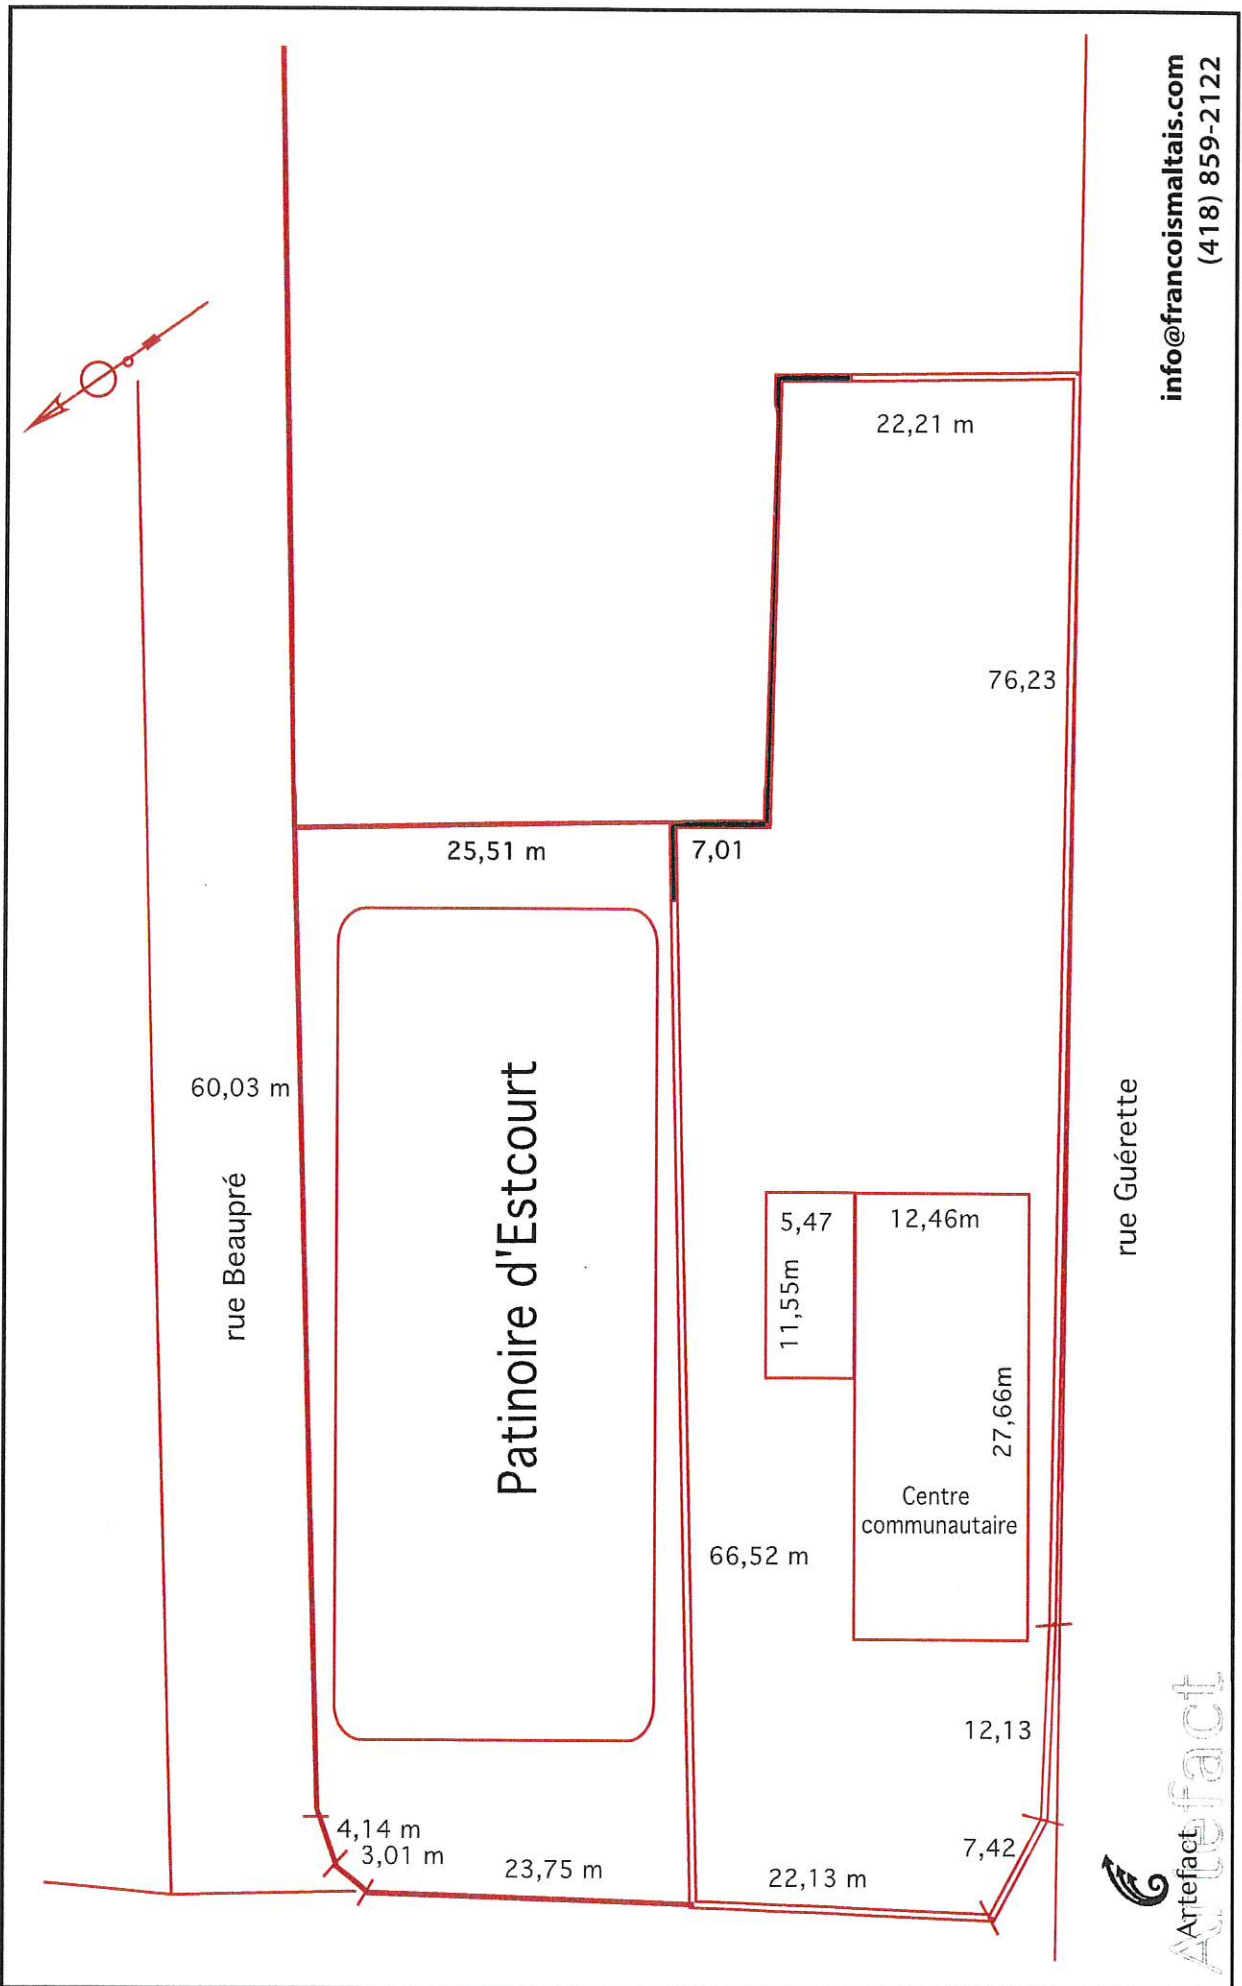 info@francoismaltais.com
(418) 859-2122
22,21 m
76,23
25,51 m
7,01
60,03 m
rue Beaupré
Patinoire d'Estcourt
rue Guérette
5,47
12,46m
11,55m
27,66m
Centre
communautaire
66,52 m
12,13
4,14 m
3,01 m
23,75 m
22,13 m
7,42
Artefact
Artefact